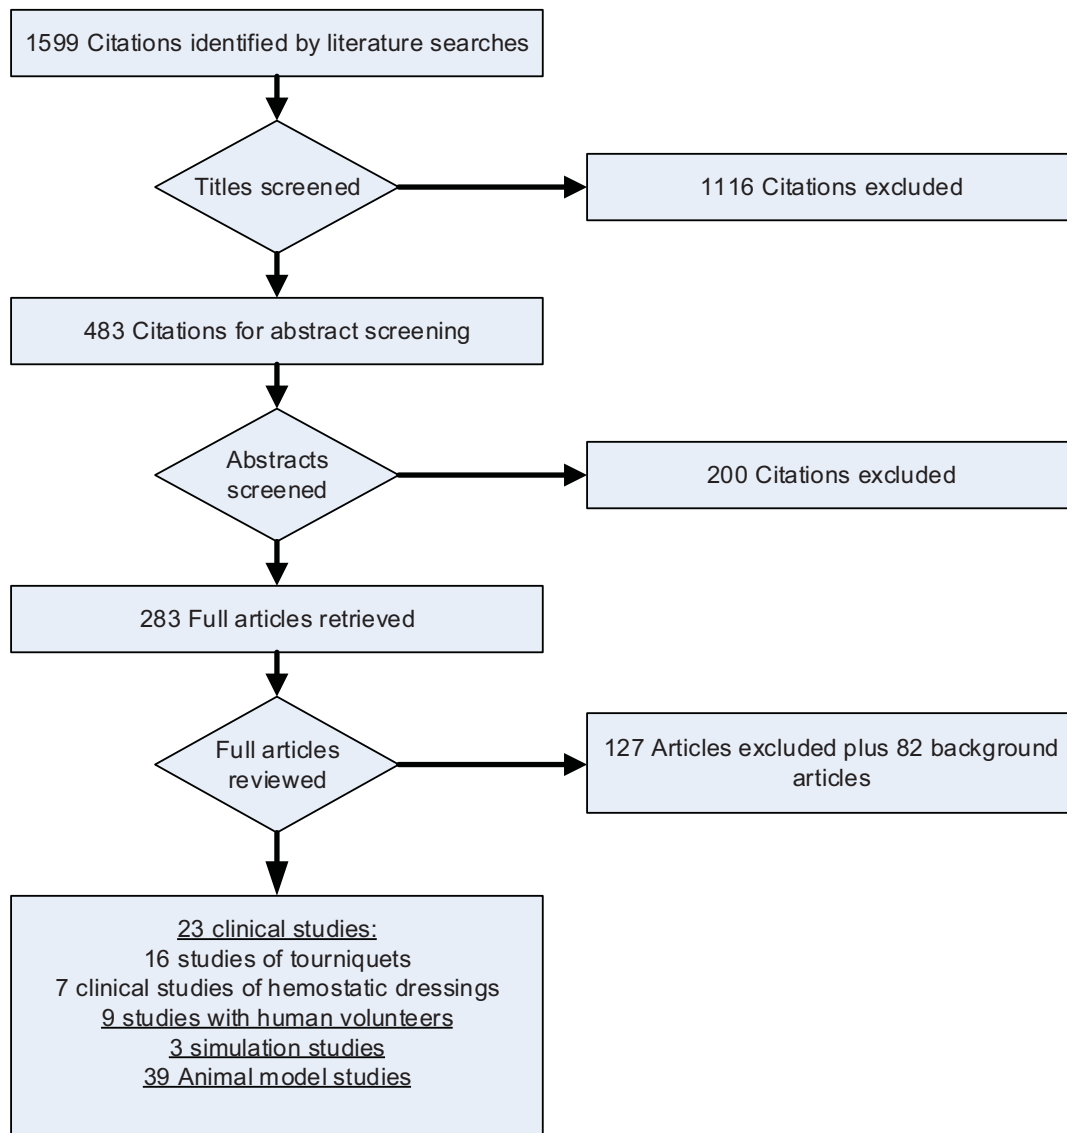 1599 Citations identified by literature searches
Titles screened
1116 Citations excluded
483 Citations for abstract screening
Abstracts
screened
200 Citations excluded
283 Full articles retrieved
Full articles
reviewed
127 Articles excluded plus 82 background
articles
23 clinical studies:
16 studies of tourniquets
7 clinical studies of hemostatic dressings
9 studies with human volunteers
3 simulation studies
39 Animal model studies